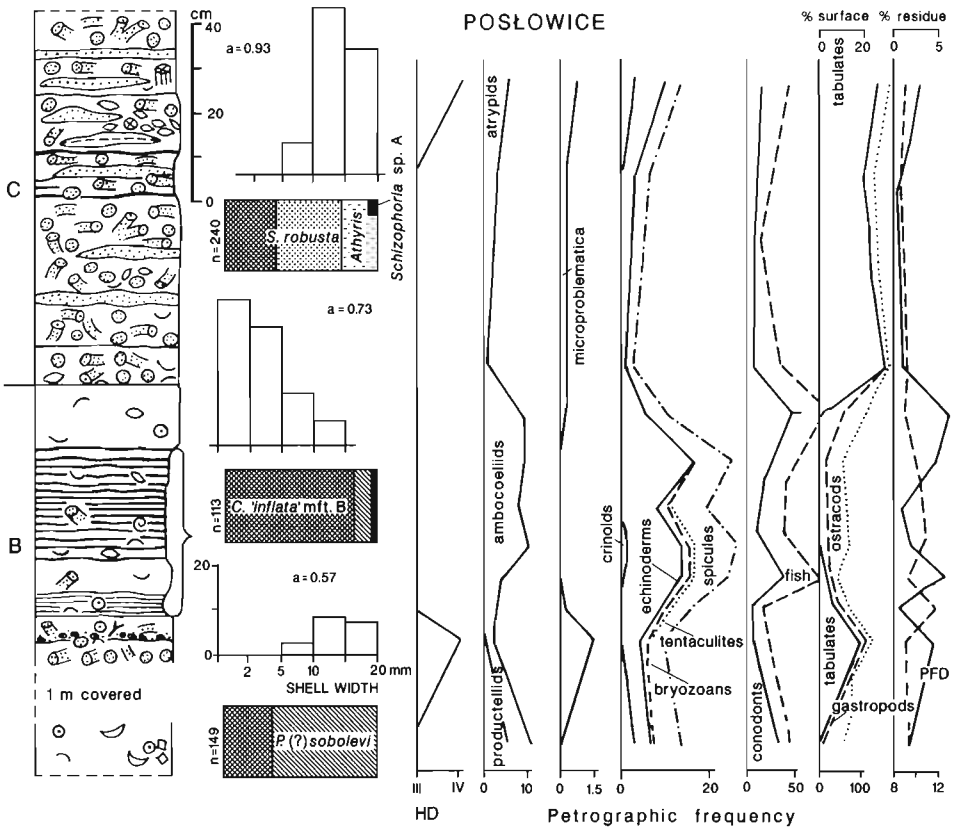 POSŁOWICE
cm
40
20
0
a = 0.93
n=240
S. robusta
Athyris
Schizophoria sp. A
C
a = 0.73
n=113
C. 'inflata' mft. B
B
20
0
a = 0.57
2 5 10 20 mm
SHELL WIDTH
1 m covered
n=149
P (?) sobolevi
III IV
HD
atrypids
ambocoeliids
productellids
0 10
microproblematica
0 1.5
crinoids
echinoderms
spicules
tentaculites
bryozoans
0 20
Petrographic frequency
conodonts
fish
0 50
% surface
0 20
tabulates
ostracods
tabulates
gastropods
0 100
% residue
0 5
PFD
8 12